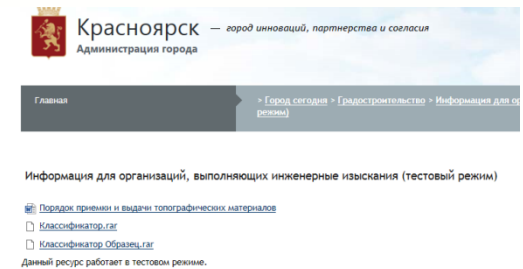 Красноярск — город инноваций, партнерства и согласия
Администрация города
Главная
> Город сегодня > Градостроительство > Информация для ор
режим)
Информация для организаций, выполняющих инженерные изыскания (тестовый режим)
Порядок приемки и выдачи топографических материалов
Классификатор.rar
Классификатор Образец.rar
Данный ресурс работает в тестовом режиме.